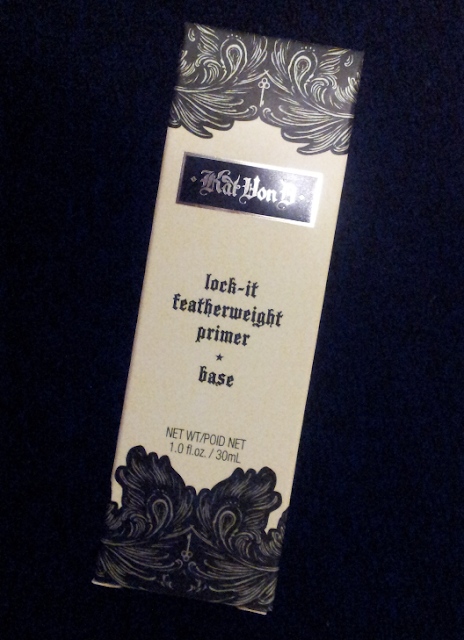 Kat Von D
lock-it
featherweight
primer
★
base
NET WT/POID NET
1.0 fl.oz. / 30mL